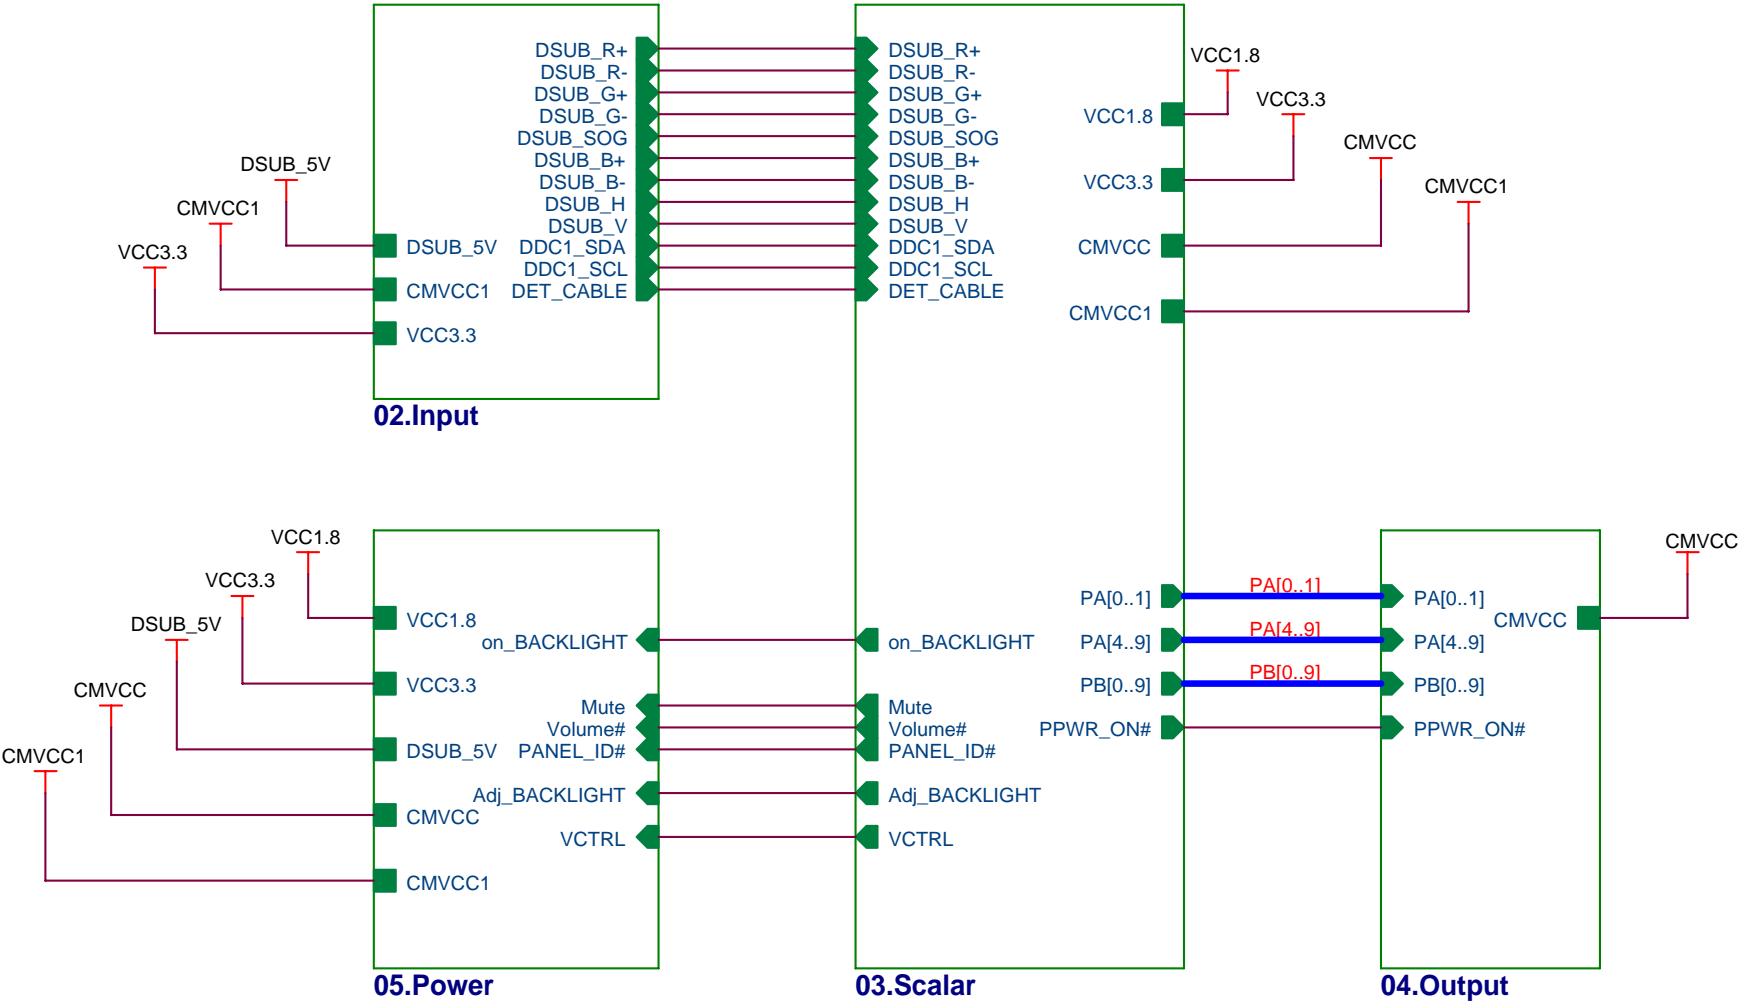 DSUB_5V
CMVCC1
VCC3.3
DSUB_5V
CMVCC1
VCC3.3
DSUB_R+
DSUB_R-
DSUB_G+
DSUB_G-
DSUB_SOG
DSUB_B+
DSUB_B-
DSUB_H
DSUB_V
DDC1_SDA
DDC1_SCL
DET_CABLE
02.Input
DSUB_R+
DSUB_R-
DSUB_G+
DSUB_G-
DSUB_SOG
DSUB_B+
DSUB_B-
DSUB_H
DSUB_V
DDC1_SDA
DDC1_SCL
DET_CABLE
VCC1.8
VCC3.3
CMVCC
CMVCC1
VCC1.8
VCC3.3
CMVCC
CMVCC1
VCC1.8
VCC3.3
DSUB_5V
CMVCC
CMVCC1
VCC1.8
VCC3.3
DSUB_5V
CMVCC
CMVCC1
on_BACKLIGHT
Mute
Volume#
PANEL_ID#
Adj_BACKLIGHT
VCTRL
05.Power
on_BACKLIGHT
Mute
Volume#
PANEL_ID#
Adj_BACKLIGHT
VCTRL
PA[0..1]
PA[4..9]
PB[0..9]
PPWR_ON#
03.Scalar
PA[0..1]
PA[4..9]
PB[0..9]
PA[0..1]
PA[4..9]
PB[0..9]
PPWR_ON#
CMVCC
CMVCC
04.Output